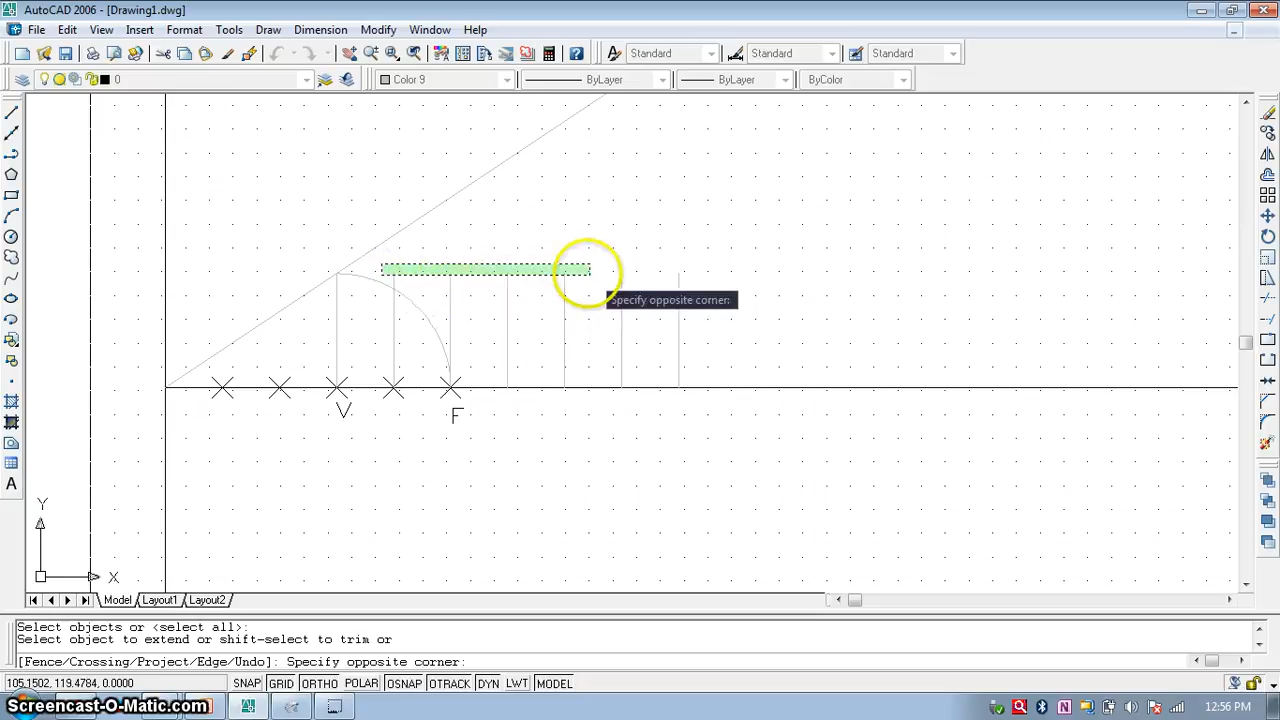 AutoCAD 2006 - [Drawing1.dwg]
File Edit View Insert Format Tools Draw Dimension Modify Window Help
Standard Standard Standard
0 Color 9 ByLayer ByLayer ByColor
Specify opposite corner:
V F
Y
X
Model Layout1 Layout2
Select objects or <select all>:
Select object to extend or shift-select to trim or
[Fence/Crossing/Project/Edge/Undo]: Specify opposite corner:
105.1502, 119.4784, 0.0000 SNAP GRID ORTHO POLAR OSNAP OTRACK DYN LWT MODEL
Screencast-O-Matic.com 12:56 PM